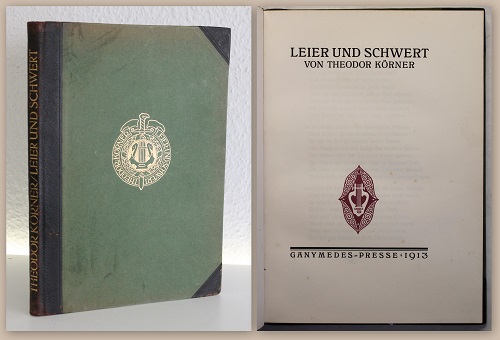 THEODOR KÖRNER / LEIER UND SCHWERT
LEIER UND SCHWERT
VON THEODOR KÖRNER
GANYMEDES-PRESSE · 1913